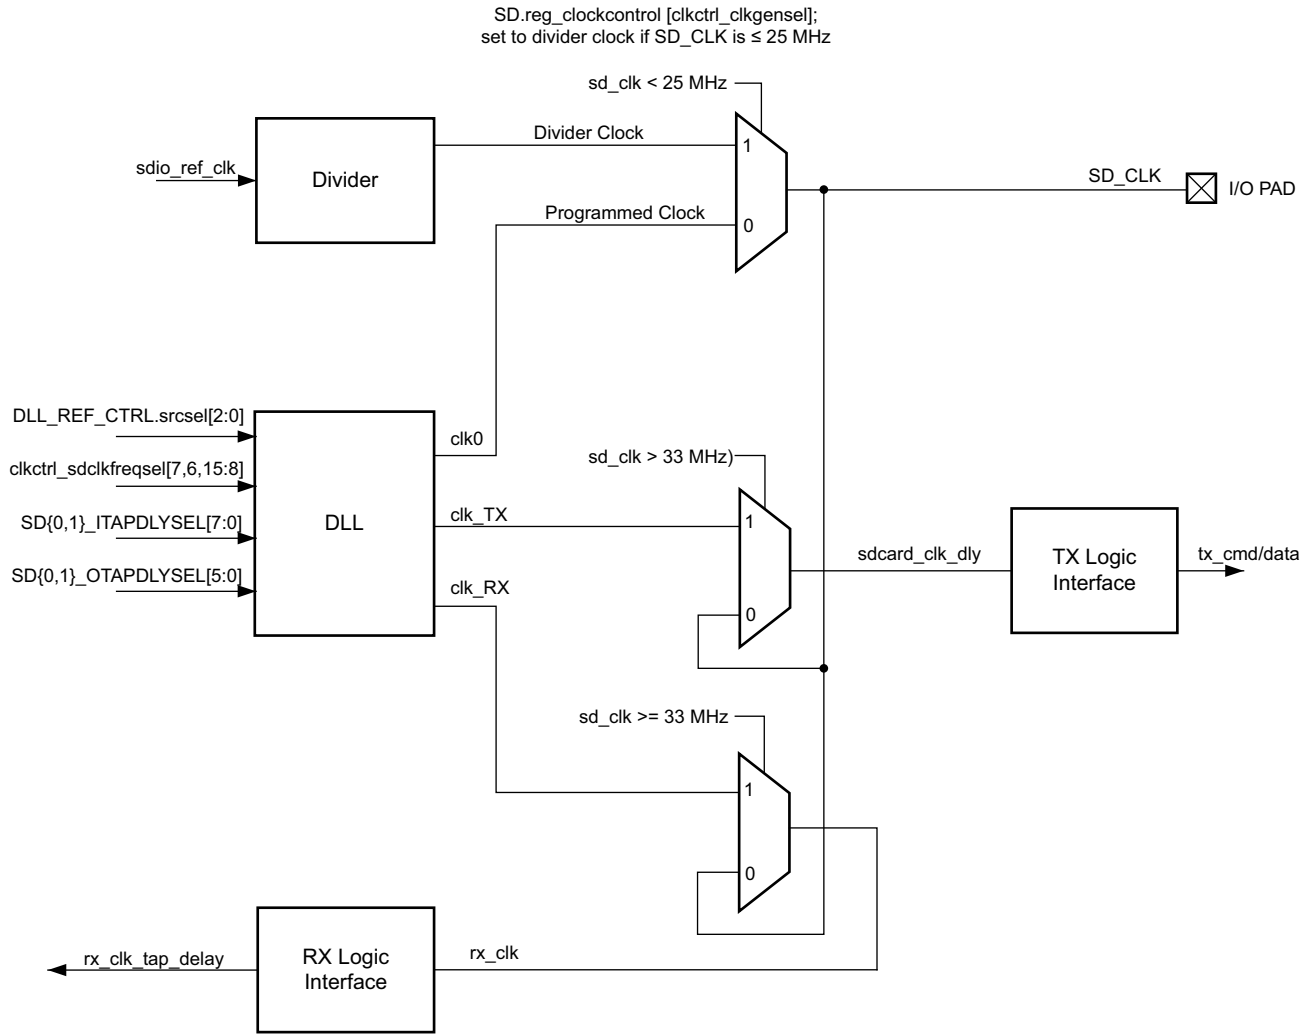 SD.reg_clockcontrol [clkctrl_clkgensel];
set to divider clock if SD_CLK is ≤ 25 MHz
sd_clk < 25 MHz
Divider Clock
1
sdio_ref_clk
Divider
SD_CLK
I/O PAD
Programmed Clock
0
DLL_REF_CTRL.srcsel[2:0]
clk0
clkctrl_sdclkfreqsel[7,6,15:8]
sd_clk > 33 MHz)
SD{0,1}_ITAPDLYSEL[7:0]
DLL
clk_TX
1
SD{0,1}_OTAPDLYSEL[5:0]
clk_RX
sdcard_clk_dly
TX Logic
Interface
tx_cmd/data
0
sd_clk >= 33 MHz
1
0
rx_clk_tap_delay
RX Logic
Interface
rx_clk